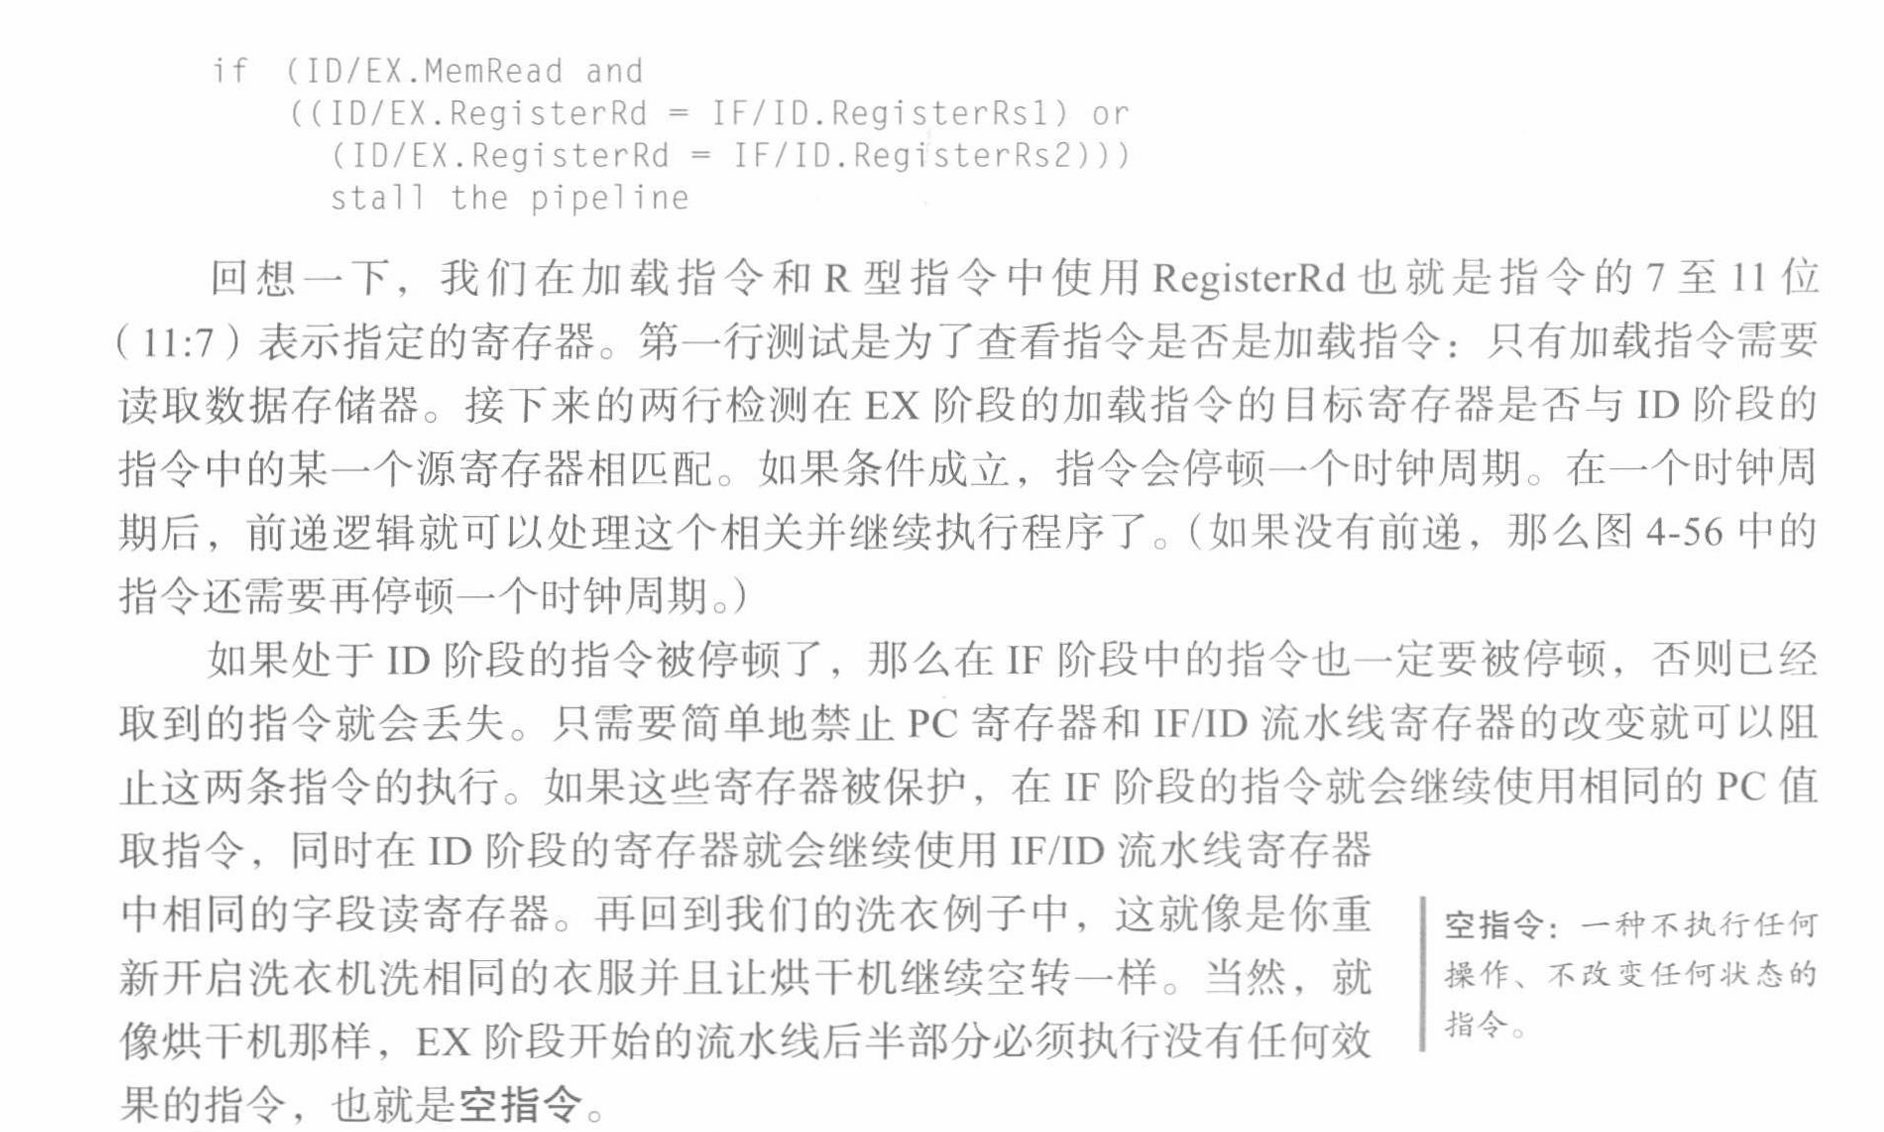 if (ID/EX.MemRead and
((ID/EX.RegisterRd = IF/ID.RegisterRs1) or
(ID/EX.RegisterRd = IF/ID.RegisterRs2)))
stall the pipeline
回想一下，我们在加载指令和 R 型指令中使用 RegisterRd 也就是指令的 7 至 11 位
（11:7）表示指定的寄存器。第一行测试是为了查看指令是否是加载指令：只有加载指令需要
读取数据存储器。接下来的两行检测在 EX 阶段的加载指令的目标寄存器是否与 ID 阶段的
指令中的某一个源寄存器相匹配。如果条件成立，指令会停顿一个时钟周期。在一个时钟周
期后，前递逻辑就可以处理这个相关并继续执行程序了。（如果没有前递，那么图 4-56 中的
指令还需要再停顿一个时钟周期。）
如果处于 ID 阶段的指令被停顿了，那么在 IF 阶段中的指令也一定要被停顿，否则已经
取到的指令就会丢失。只需要简单地禁止 PC 寄存器和 IF/ID 流水线寄存器的改变就可以阻
止这两条指令的执行。如果这些寄存器被保护，在 IF 阶段的指令就会继续使用相同的 PC 值
取指令，同时在 ID 阶段的寄存器就会继续使用 IF/ID 流水线寄存器
中相同的字段读寄存器。再回到我们的洗衣例子中，这就像是你重
新开启洗衣机洗相同的衣服并且让烘干机继续空转一样。当然，就
像烘干机那样，EX 阶段开始的流水线后半部分必须执行没有任何效
果的指令，也就是空指令。
空指令：一种不执行任何
操作、不改变任何状态的
指令。